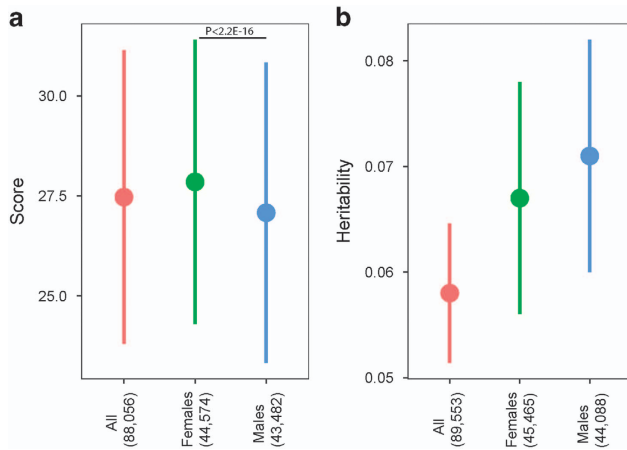 a
P<2.2E-16
30.0
27.5
25.0
Score
All
(88,056)
Females
(44,574)
Males
(43,482)
b
0.08
0.07
0.06
0.05
Heritability
All
(89,553)
Females
(45,465)
Males
(44,088)